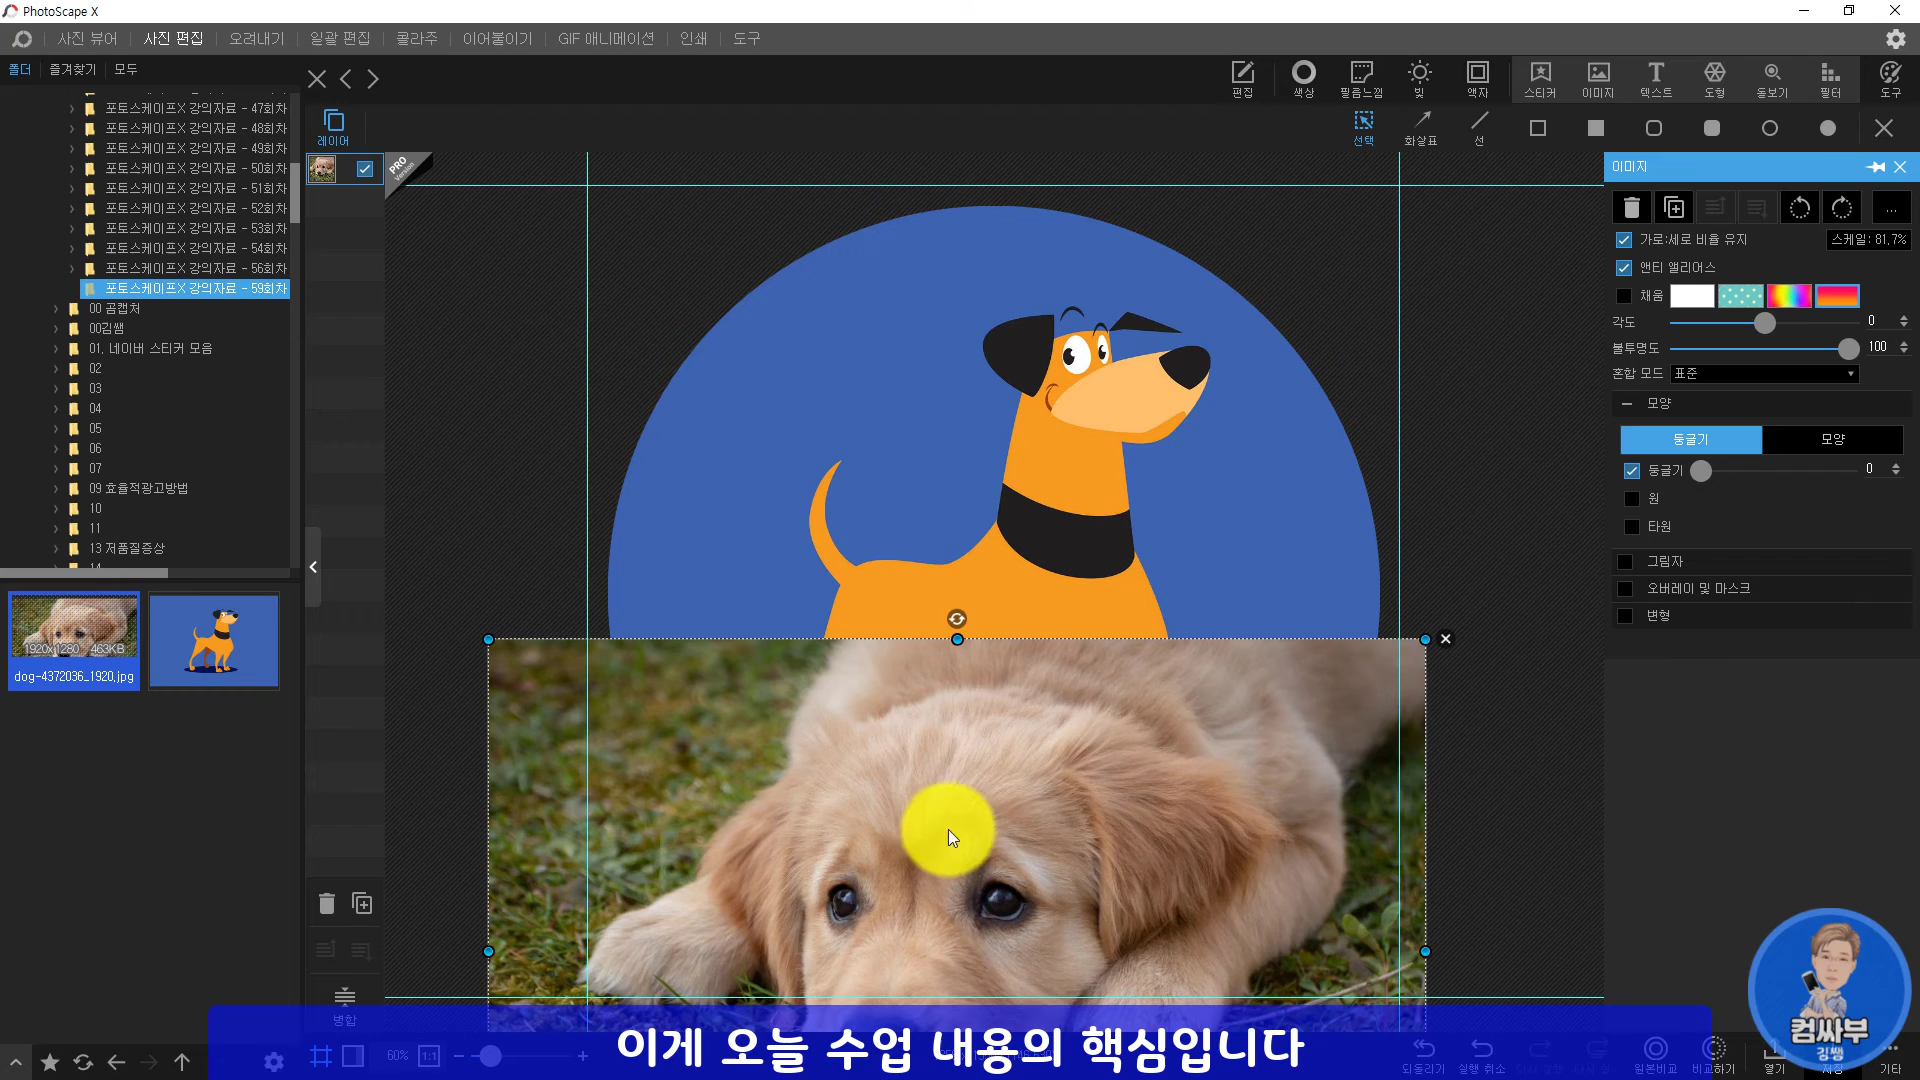 PhotoScape X
사진 뷰어
사진 편집
오려내기
일괄 편집
콜라주
이어붙이기
GIF 애니메이션
인쇄
도구
폴더
즐겨찾기
모두
편집
색상
필름느낌
빛
액자
스티커
이미지
텍스트
도형
돋보기
필터
도구
레이어
선택
화살표
선
PRO
Version
포토스케이프X 강의자료 - 47회차
포토스케이프X 강의자료 - 48회차
포토스케이프X 강의자료 - 49회차
포토스케이프X 강의자료 - 50회차
포토스케이프X 강의자료 - 51회차
포토스케이프X 강의자료 - 52회차
포토스케이프X 강의자료 - 53회차
포토스케이프X 강의자료 - 54회차
포토스케이프X 강의자료 - 56회차
포토스케이프X 강의자료 - 59회차
00 곰캡처
00김쌤
01. 네이버 스티커 모음
02
03
04
05
06
07
09 효율적광고방법
10
11
13 저품질증상
14
1920x1280 463KB
dog-4372036_1920.jpg
이미지
...
가로:세로 비율 유지
스케일: 81.7%
앤티 앨리어스
채움
각도
0
불투명도
100
혼합 모드
표준
모양
둥글기
모양
둥글기
0
원
타원
그림자
오버레이 및 마스크
변형
병합
60%
1:1
이게 오늘 수업 내용의 핵심입니다
되돌리기
실행 취소
원본비교
비교하기
열기
저장
기타
컴싸부
김쌤